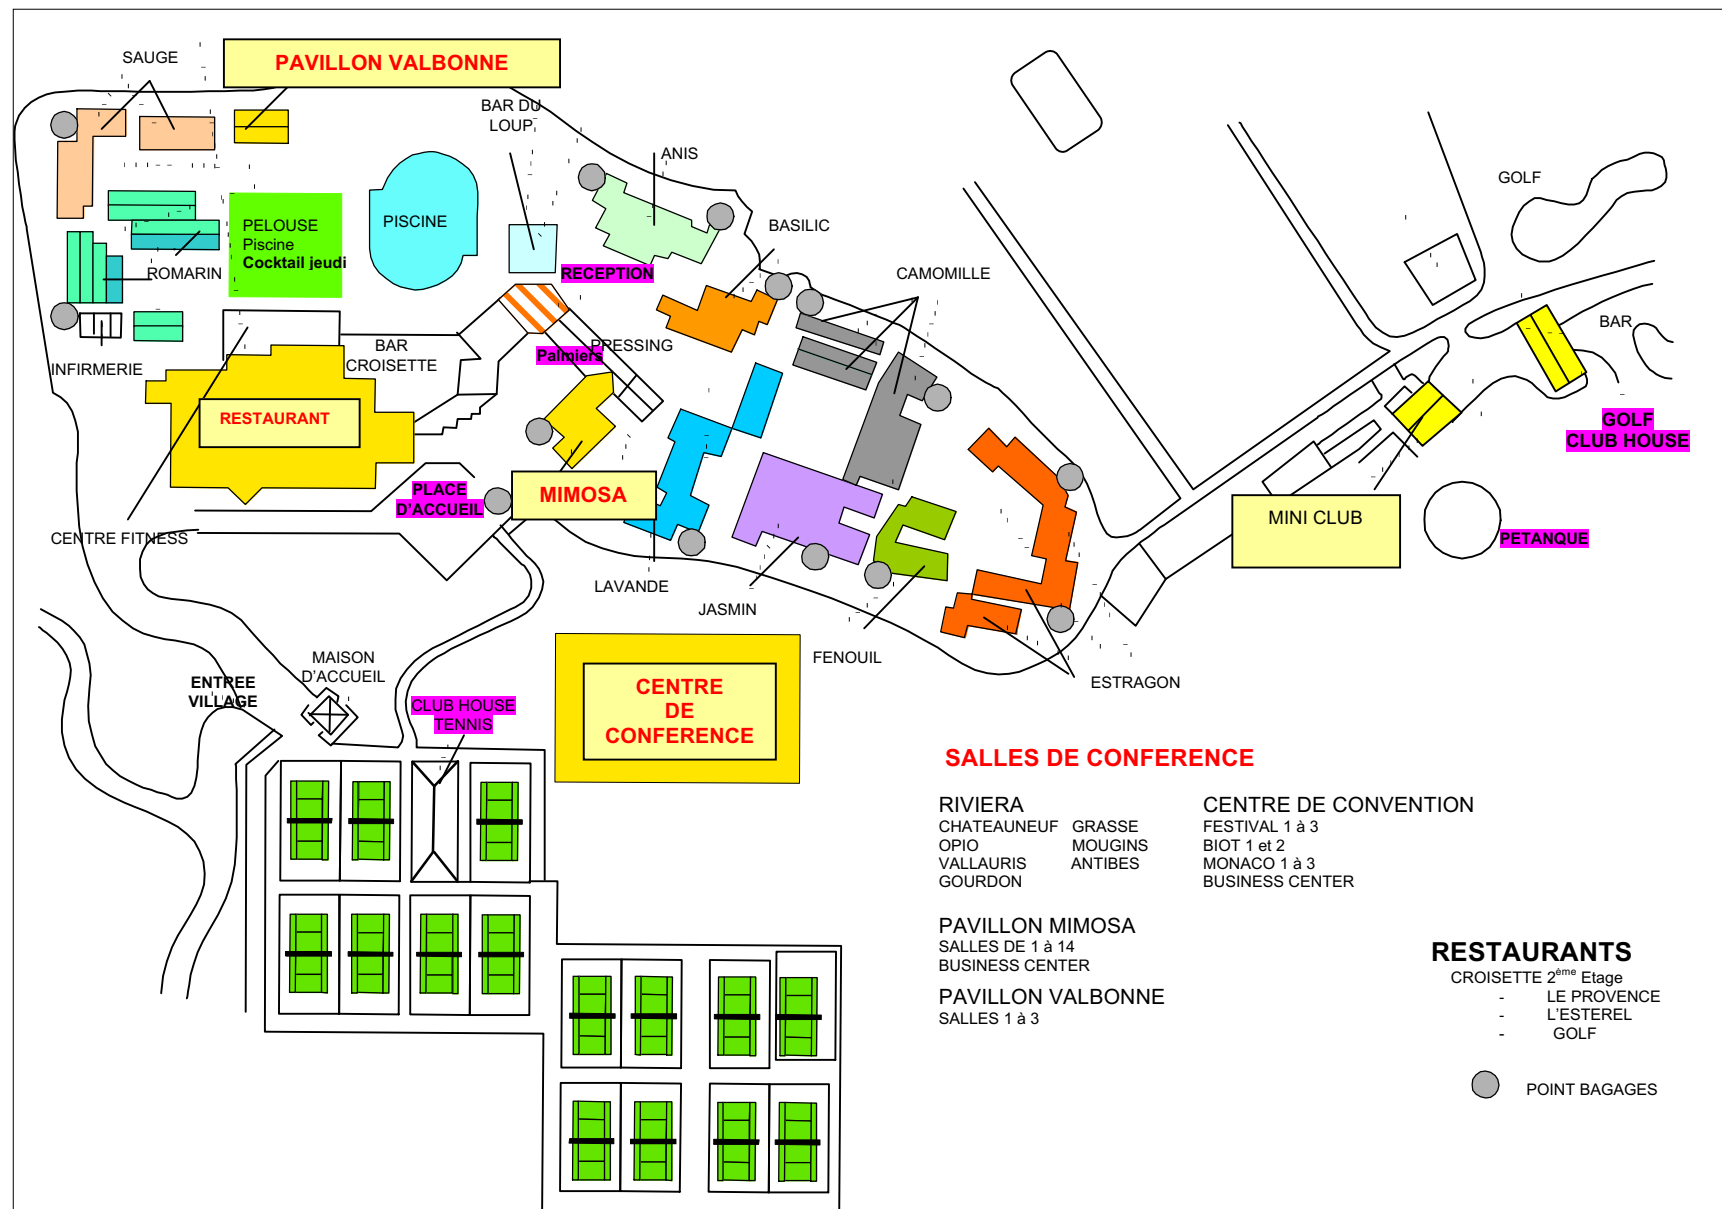 SAUGE
PAVILLON VALBONNE
BAR DU
LOUP
ANIS
GOLF
PELOUSE
Piscine
Cocktail jeudi
PISCINE
BASILIC
ROMARIN
RECEPTION
CAMOMILLE
INFIRMERIE
BAR
CROISETTE
Palmiers
PRESSING
BAR
RESTAURANT
GOLF
CLUB HOUSE
PLACE
D'ACCUEIL
MIMOSA
MINI CLUB
CENTRE FITNESS
PETANQUE
LAVANDE
JASMIN
FENOUIL
ESTRAGON
MAISON
D'ACCUEIL
ENTREE
VILLAGE
CLUB HOUSE
TENNIS
CENTRE
DE
CONFERENCE
SALLES DE CONFERENCE
RIVIERA
CHATEAUNEUF GRASSE
OPIO MOUGINS
VALLAURIS ANTIBES
GOURDON
CENTRE DE CONVENTION
FESTIVAL 1 à 3
BIOT 1 et 2
MONACO 1 à 3
BUSINESS CENTER
PAVILLON MIMOSA
SALLES DE 1 à 14
BUSINESS CENTER
PAVILLON VALBONNE
SALLES 1 à 3
RESTAURANTS
CROISETTE 2ème Etage
- LE PROVENCE
- L'ESTEREL
- GOLF
POINT BAGAGES